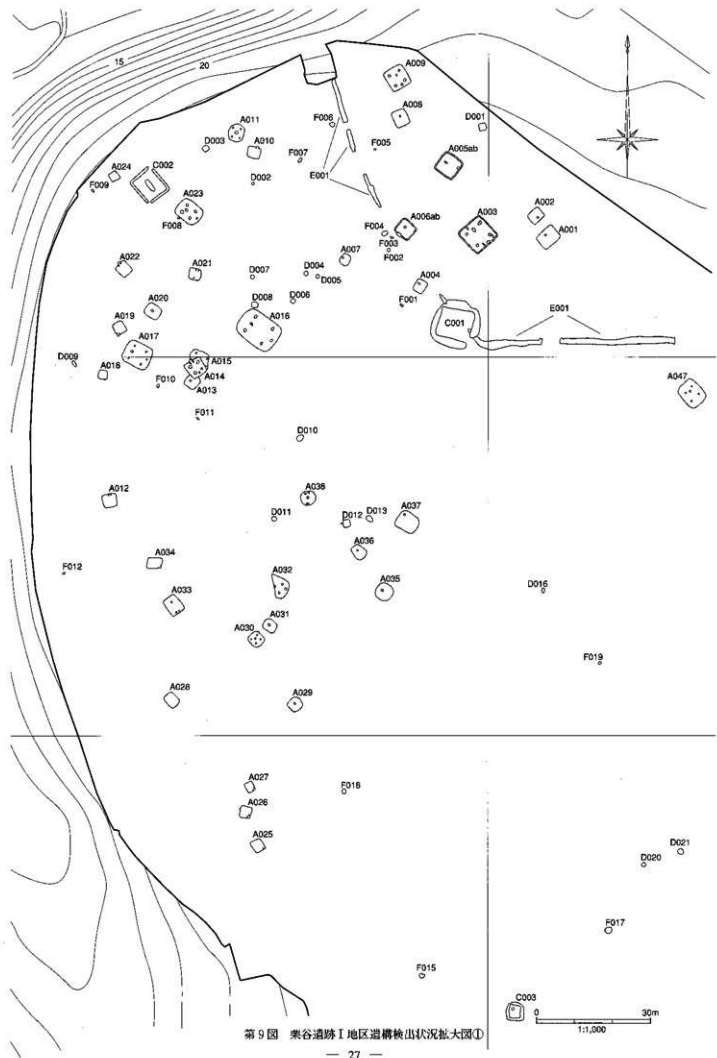 15
20
A009
A008
F006
D001
A011
D003
A010
F007
F005
A005ab
E001
A024
C002
F009
D002
A023
F008
A006ab
A003
A002
A001
F004
F003
F002
A007
A022
A021
D007
D004
D005
A004
F001
D008
D006
A020
A016
C001
E001
A019
A017
D009
A018
A015
A014
A013
F010
A047
F011
D010
A012
A038
D011
D012
D013
A037
A036
A034
F012
A032
A033
A035
D016
A031
A030
F019
A028
A029
A027
F018
A026
A025
D021
D020
F017
F015
C003
0 30m
1:1,000
第9図 栗谷遺跡Ⅰ地区遺構検出状況拡大図①
— 27 —